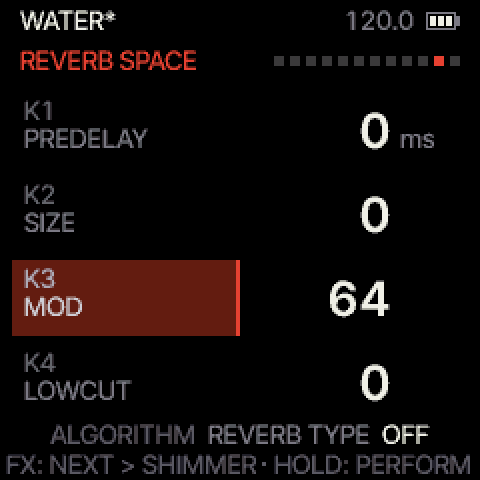 WATER* 120.0
REVERB SPACE
K1
PREDELAY 0 ms
K2
SIZE 0
K3
MOD 64
K4
LOWCUT 0
ALGORITHM REVERB TYPE OFF
FX: NEXT > SHIMMER · HOLD: PERFORM